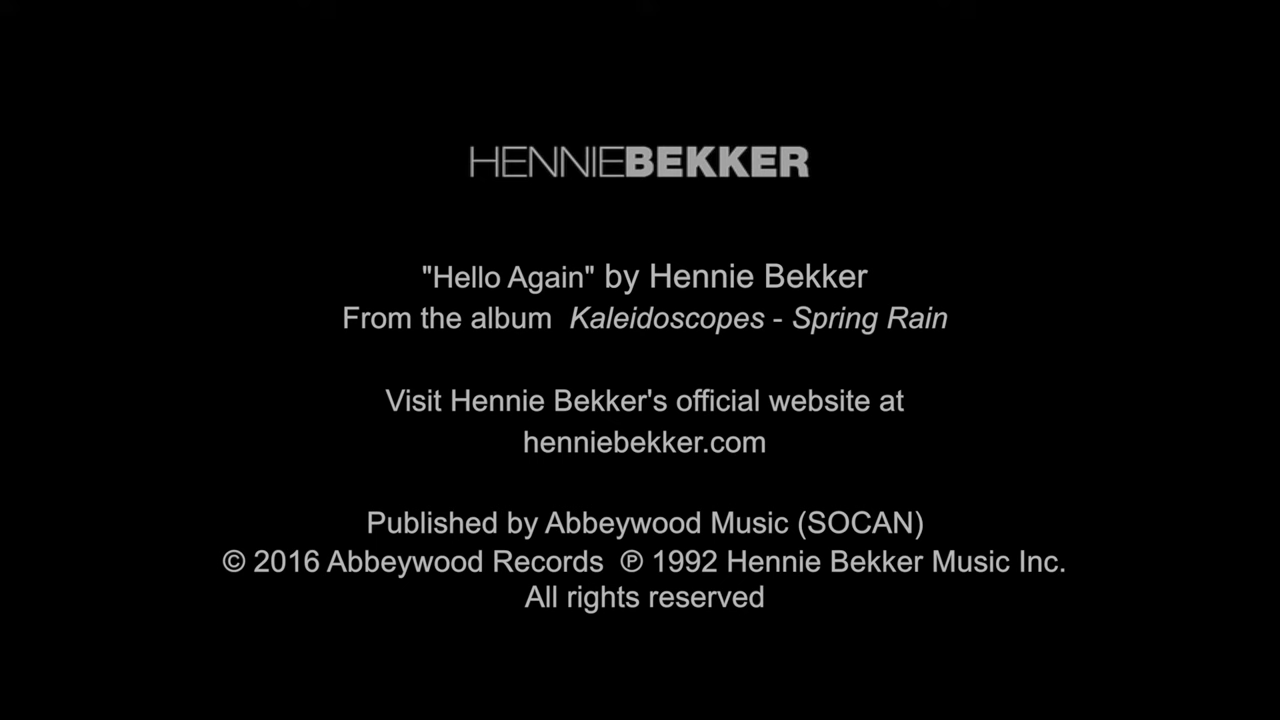 HENNIEBEKKER
"Hello Again" by Hennie Bekker
From the album Kaleidoscopes - Spring Rain
Visit Hennie Bekker's official website at
henniebekker.com
Published by Abbeywood Music (SOCAN)
© 2016 Abbeywood Records ℗ 1992 Hennie Bekker Music Inc.
All rights reserved